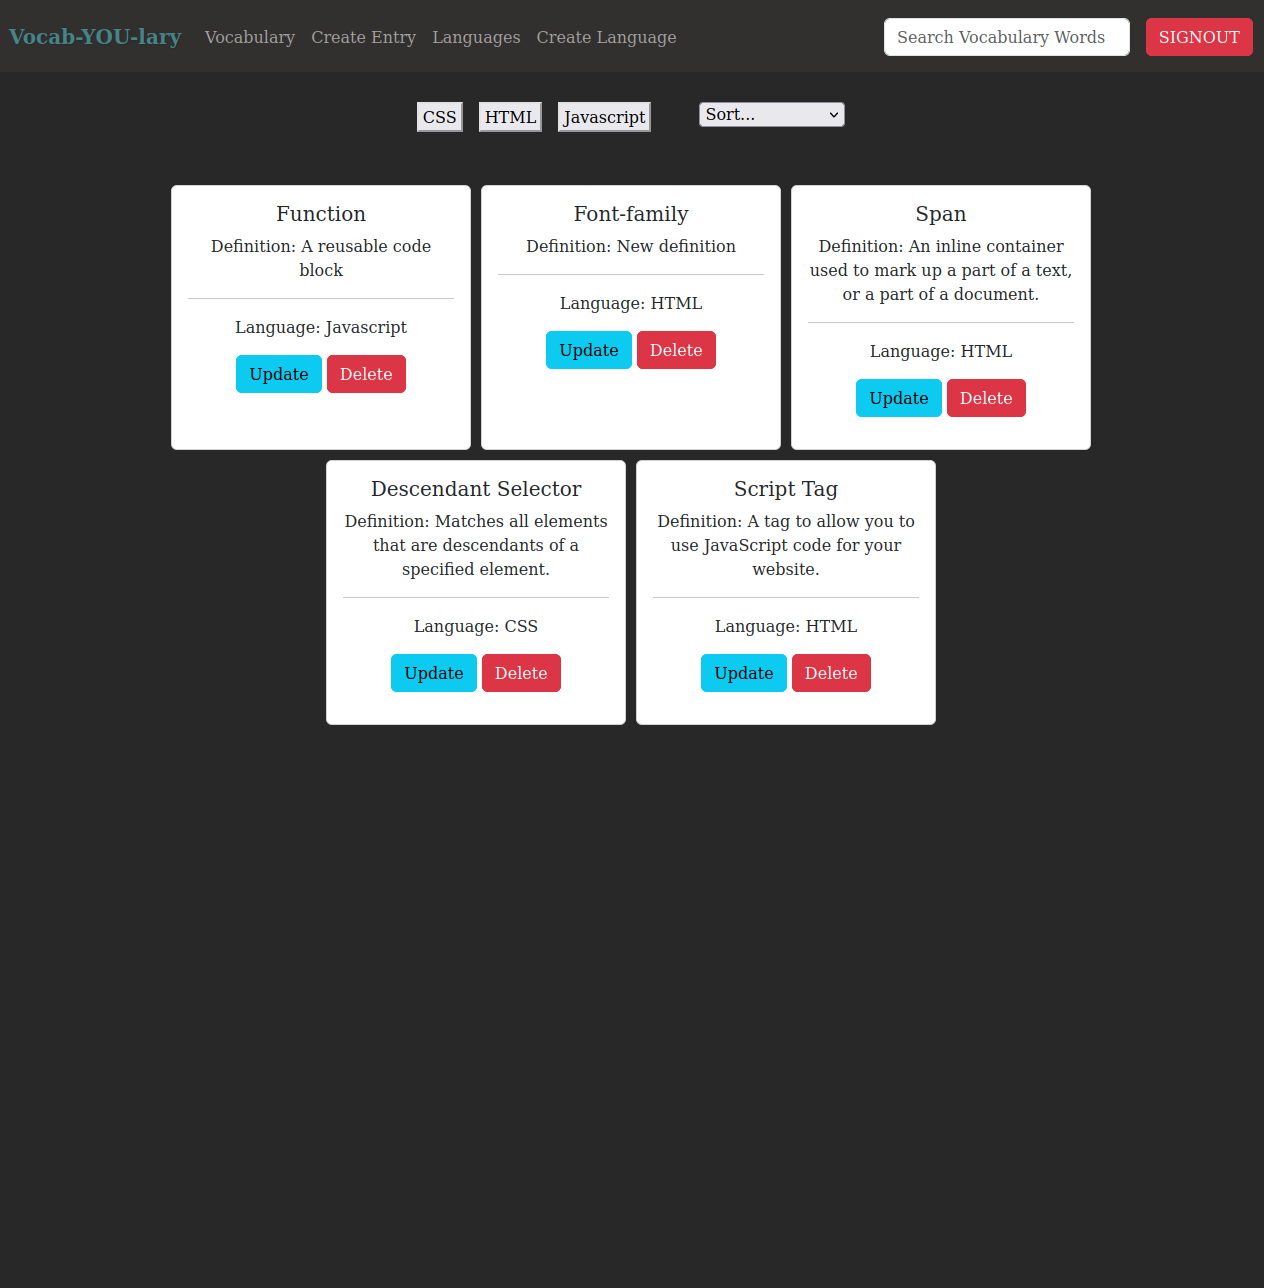 Vocab-YOU-lary Vocabulary Create Entry Languages Create Language Search Vocabulary Words SIGNOUT
CSS HTML Javascript Sort...
Function
Definition: A reusable code
block
Language: Javascript
Update Delete
Font-family
Definition: New definition
Language: HTML
Update Delete
Span
Definition: An inline container
used to mark up a part of a text,
or a part of a document.
Language: HTML
Update Delete
Descendant Selector
Definition: Matches all elements
that are descendants of a
specified element.
Language: CSS
Update Delete
Script Tag
Definition: A tag to allow you to
use JavaScript code for your
website.
Language: HTML
Update Delete